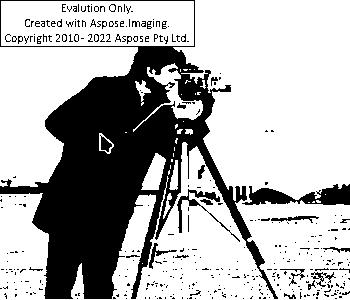 Evalution Only.
Created with Aspose.Imaging.
Copyright 2010- 2022 Aspose Pty Ltd.